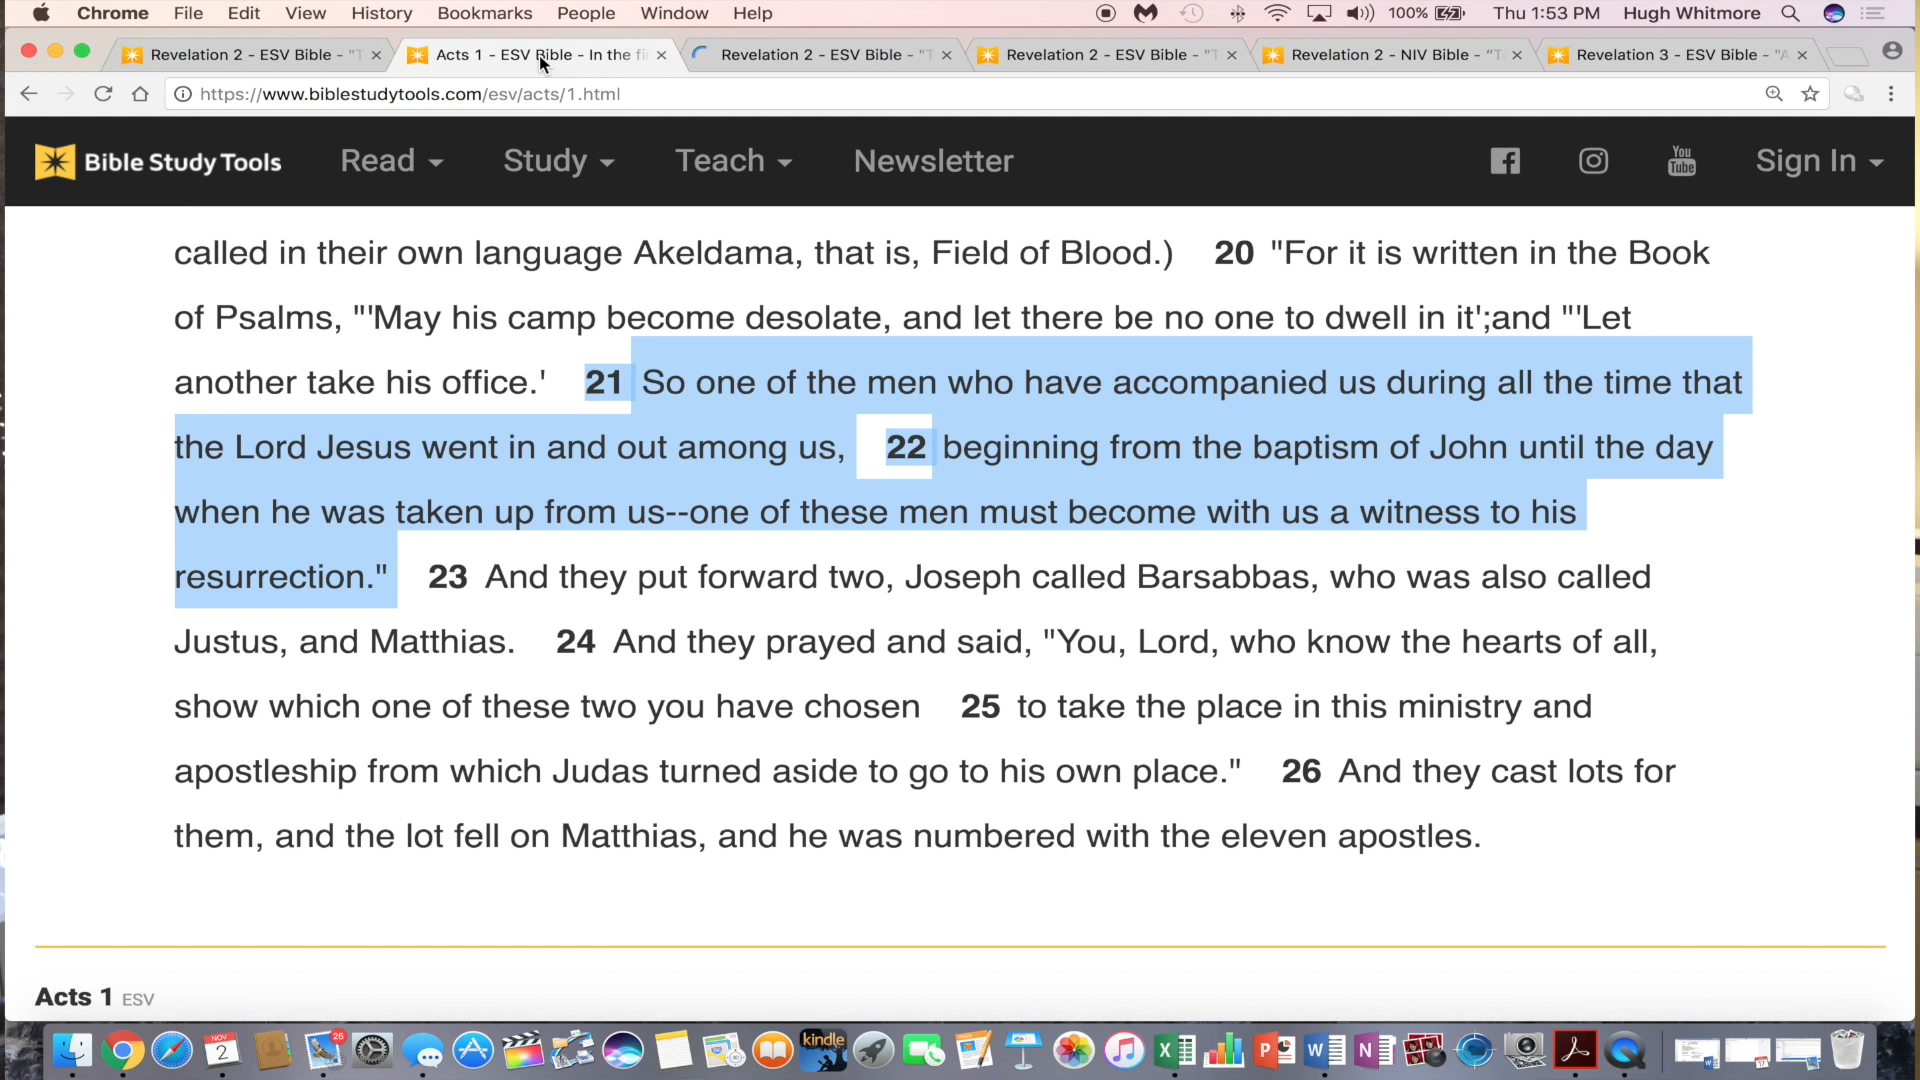 Chrome File Edit View History Bookmarks People Window Help 100% Thu 1:53 PM Hugh Whitmore
Revelation 2 - ESV Bible - "T Acts 1 - ESV Bible - In the fir Revelation 2 - ESV Bible - "T Revelation 2 - ESV Bible - "T Revelation 2 - NIV Bible - "T Revelation 3 - ESV Bible - "A
https://www.biblestudytools.com/esv/acts/1.html
Bible Study Tools Read Study Teach Newsletter You Tube Sign In
called in their own language Akeldama, that is, Field of Blood.) 20 "For it is written in the Book
of Psalms, "'May his camp become desolate, and let there be no one to dwell in it';and "'Let
another take his office.' 21 So one of the men who have accompanied us during all the time that
the Lord Jesus went in and out among us, 22 beginning from the baptism of John until the day
when he was taken up from us--one of these men must become with us a witness to his
resurrection." 23 And they put forward two, Joseph called Barsabbas, who was also called
Justus, and Matthias. 24 And they prayed and said, "You, Lord, who know the hearts of all,
show which one of these two you have chosen 25 to take the place in this ministry and
apostleship from which Judas turned aside to go to his own place." 26 And they cast lots for
them, and the lot fell on Matthias, and he was numbered with the eleven apostles.
Acts 1 ESV
NOV 2 25 kindle X P W N